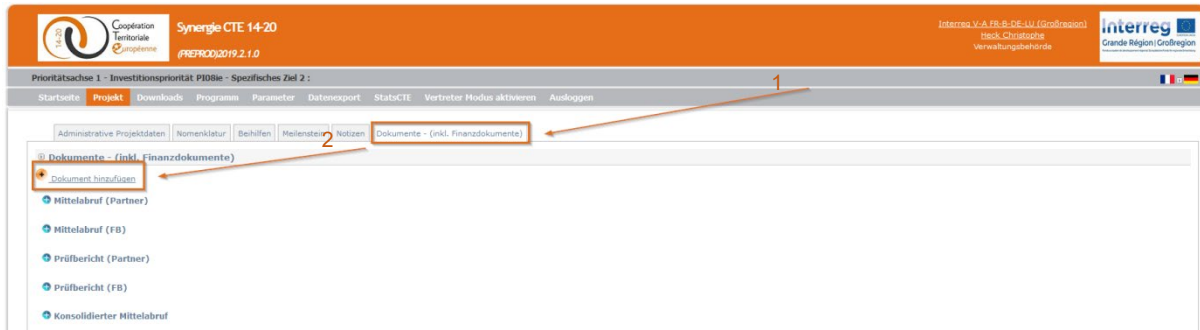 14-20
Coopération
Territoriale
Européenne
Synergie CTE 14-20
(PREPROD)2019.2.1.0
Interreg V-A FR-B-DE-LU (Großregion)
Heck Christophe
Verwaltungsbehörde
Interreg
Grande Région | Großregion
Prioritätsachse 1 - Investitionspriorität PI08ie - Spezifisches Ziel 2 :
1
Startseite Projekt Downloads Programm Parameter Datenexport StatsCTE Vertreter Modus aktivieren Ausloggen
Administrative Projektdaten Nomenklatur Beihilfen Meilenstein Notizen Dokumente - (inkl. Finanzdokumente)
2
Dokumente - (inkl. Finanzdokumente)
Dokument hinzufügen
Mittelabruf (Partner)
Mittelabruf (FB)
Prüfbericht (Partner)
Prüfbericht (FB)
Konsolidierter Mittelabruf